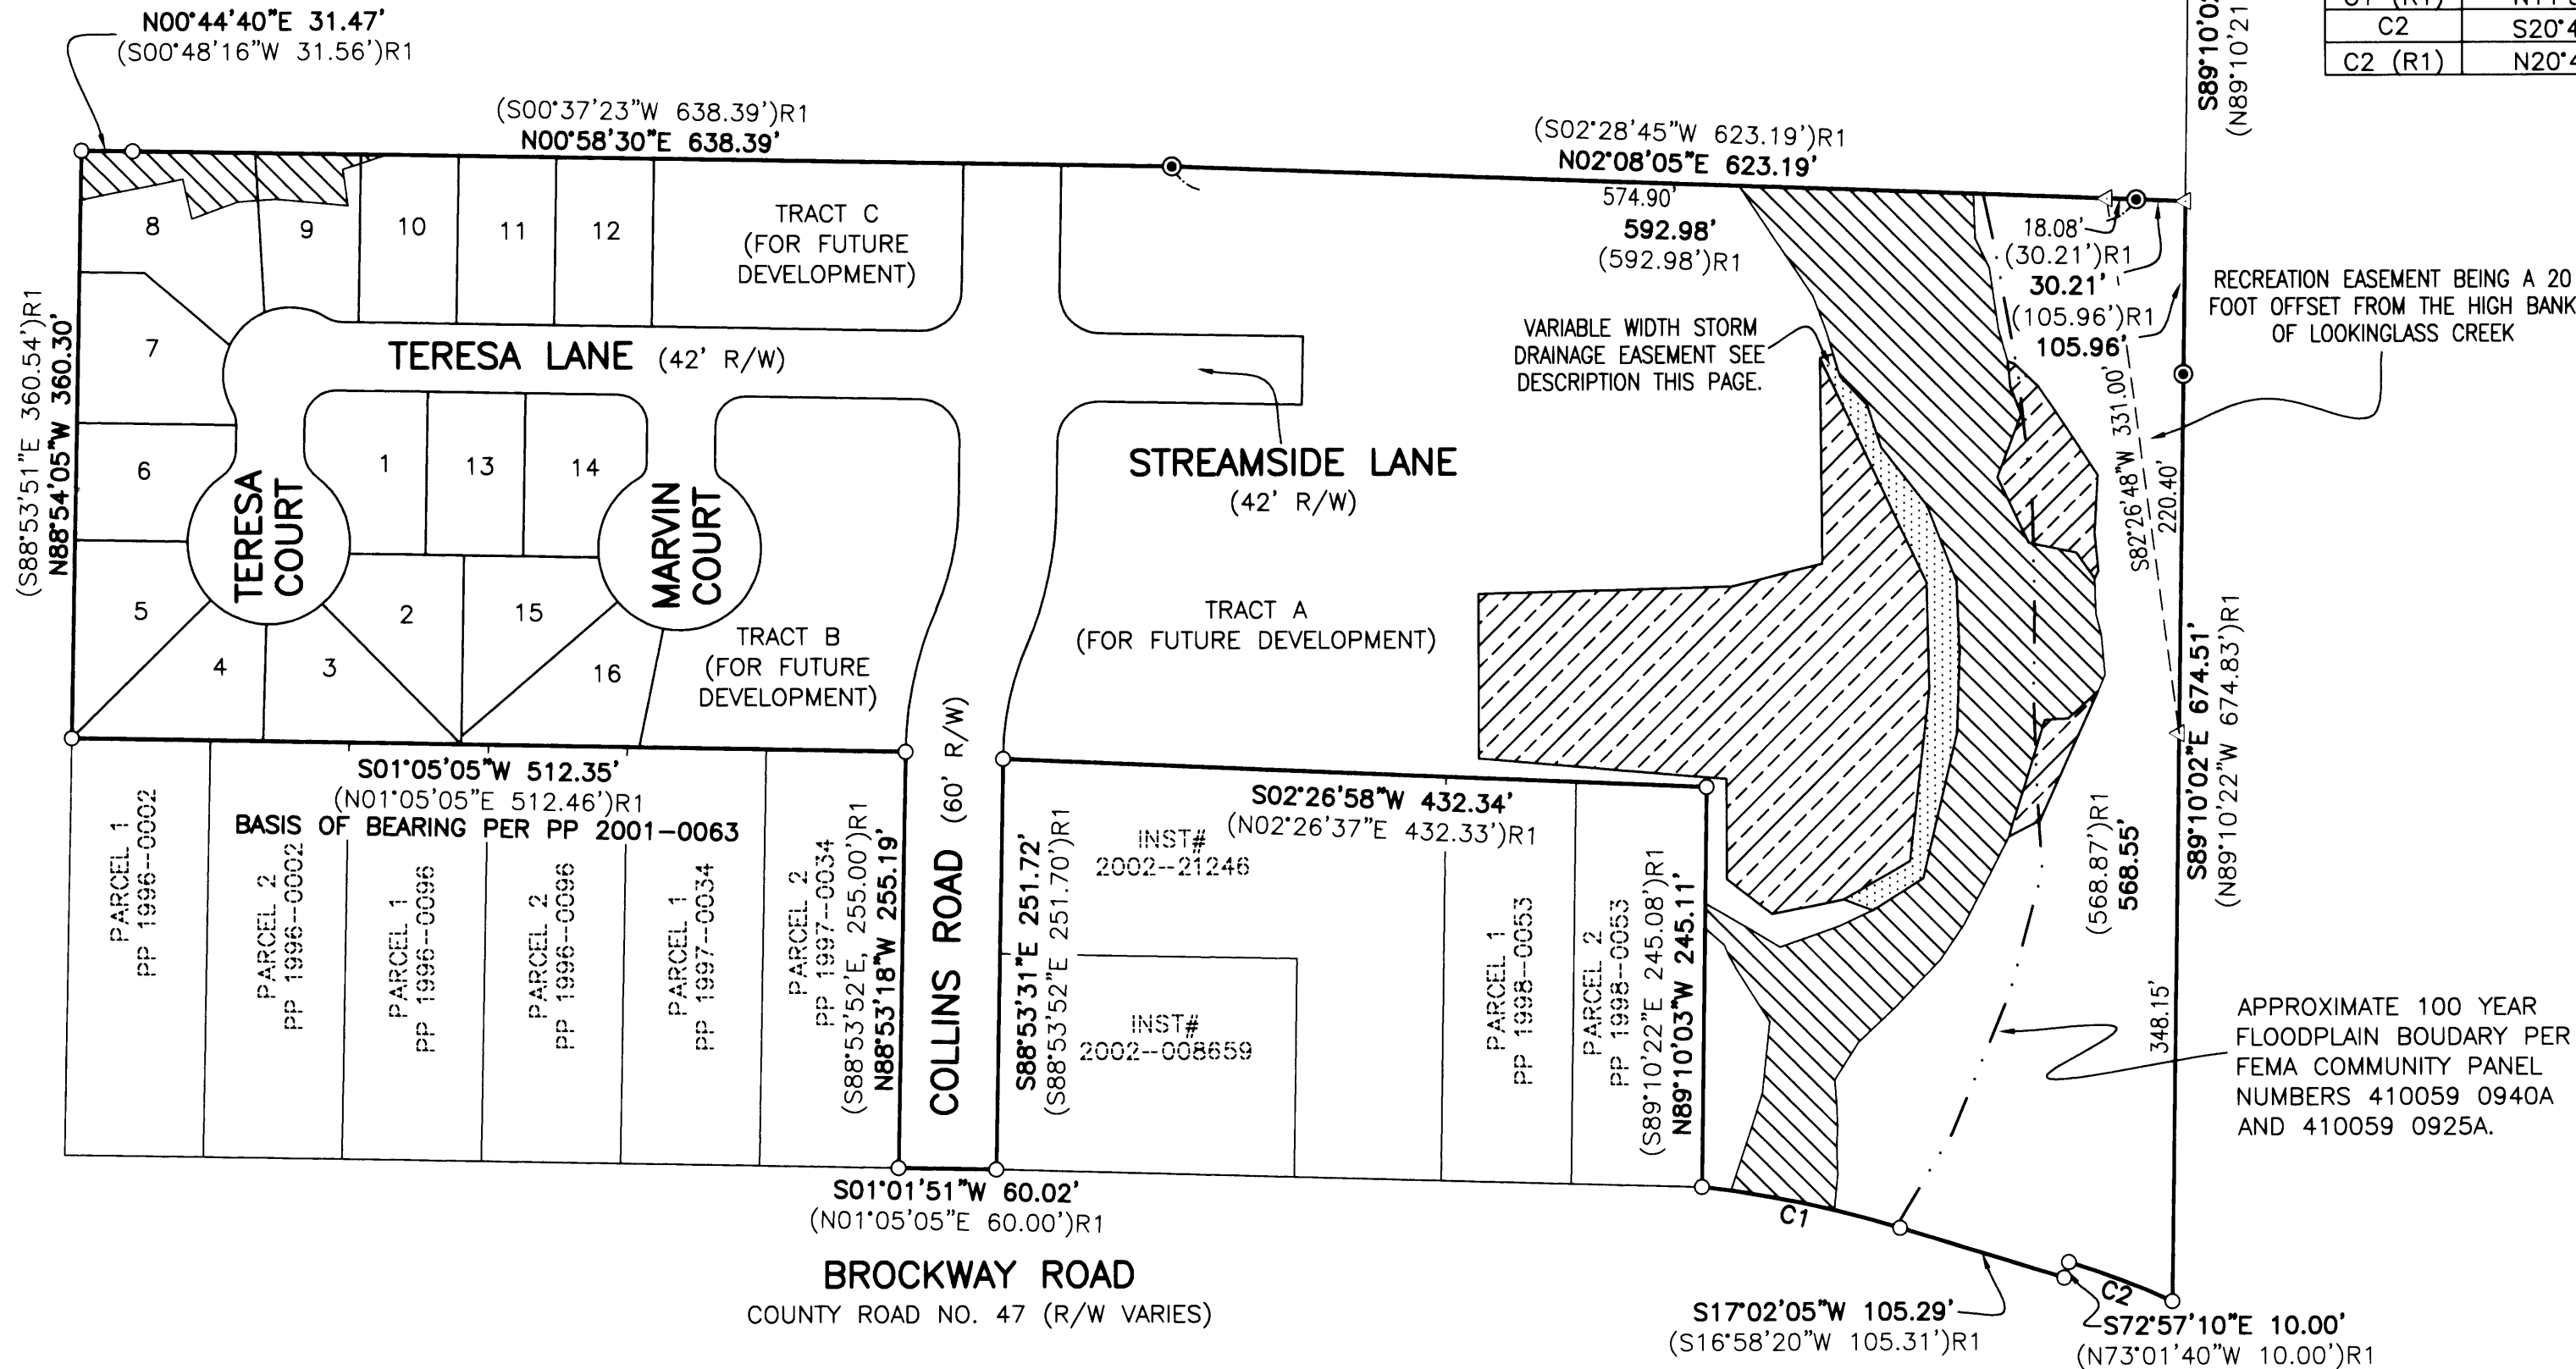 N00°44'40"E 31.47'
(S00°48'16"W 31.56')R1
(S00°37'23"W 638.39')R1
N00°58'30"E 638.39'
(S02°28'45"W 623.19')R1
N02°08'05"E 623.19'
574.90'
592.98'
(592.98')R1
18.08'
(30.21')R1
30.21'
(105.96')R1
105.96'
C2
S20°4
C2 (R1)
N20°4
S89°10'02
(N89°10'21
RECREATION EASEMENT BEING A 20
FOOT OFFSET FROM THE HIGH BANK
OF LOOKINGLASS CREEK
VARIABLE WIDTH STORM
DRAINAGE EASEMENT SEE
DESCRIPTION THIS PAGE.
8
9
10
11
12
TRACT C
(FOR FUTURE
DEVELOPMENT)
7
TERESA LANE (42' R/W)
(S88°53'51"E 360.54')R1
N88°54'05"W 360.30'
6
1
13
14
TERESA
COURT
MARVIN
COURT
STREAMSIDE LANE
(42' R/W)
S82°26'48"W 331.00'
220.40'
5
4
3
2
15
16
TRACT B
(FOR FUTURE
DEVELOPMENT)
TRACT A
(FOR FUTURE DEVELOPMENT)
S89°10'02"E 674.51'
(N89°10'22"W 674.83')R1
S01°05'05"W 512.35'
(N01°05'05"E 512.46')R1
BASIS OF BEARING PER PP 2001-0063
S02°26'58"W 432.34'
(N02°26'37"E 432.33')R1
PARCEL 1
PP 1996--0002
PARCEL 2
PP 1996--0002
PARCEL 1
PP 1996--0096
PARCEL 2
PP 1996--0096
PARCEL 1
PP 1997--0034
PARCEL 2
PP 1997--0034
(S88°53'52'E, 255.00')R1
N88°53'18"W 255.19'
COLLINS ROAD (60' R/W)
S88°53'31"E 251.72'
(S88°53'52"E 251.70')R1
INST#
2002--21246
INST#
2002--008659
PARCEL 1
PP 1998--0053
PARCEL 2
PP 1998--0053
(S89°10'22"E 245.08')R1
N89°10'03"W 245.11'
(568.87')R1
568.55'
348.15'
APPROXIMATE 100 YEAR
FLOODPLAIN BOUDARY PER
FEMA COMMUNITY PANEL
NUMBERS 410059 0940A
AND 410059 0925A.
S01°01'51"W 60.02'
(N01°05'05"E 60.00')R1
C1
C2
BROCKWAY ROAD
COUNTY ROAD NO. 47 (R/W VARIES)
S17°02'05"W 105.29'
(S16°58'20"W 105.31')R1
S72°57'10"E 10.00'
(N73°01'40"W 10.00')R1